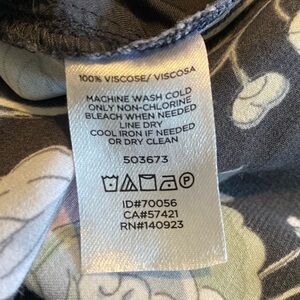 100% VISCOSE/ VISCOSA
MACHINE WASH COLD
ONLY NON-CHLORINE
BLEACH WHEN NEEDED
LINE DRY
COOL IRON IF NEEDED
OR DRY CLEAN
503673
P
ID#70056
CA#57421
RN#140923